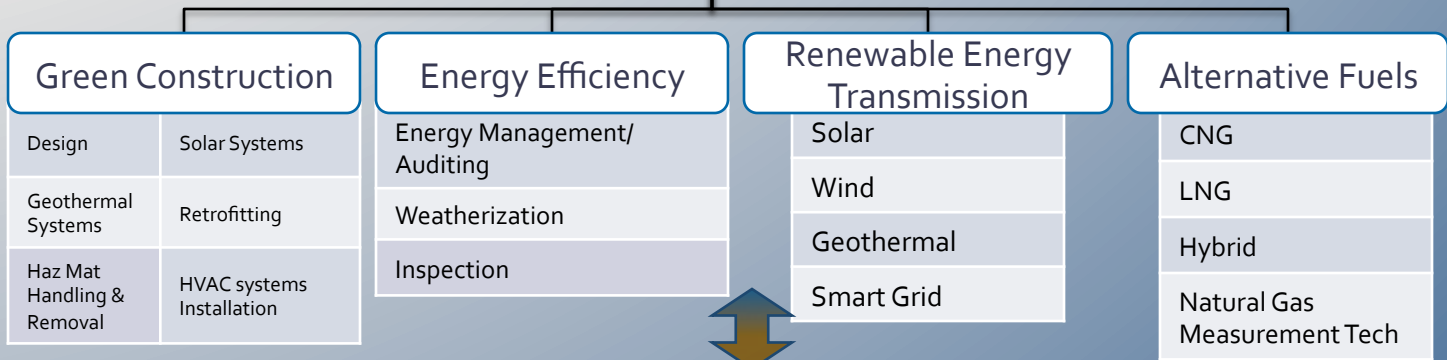 Green Construction
Design
Solar Systems
Geothermal
Systems
Retrofitting
Haz Mat
Handling &
Removal
HVAC systems
Installation
Energy Efficiency
Energy Management/
Auditing
Weatherization
Inspection
Renewable Energy
Transmission
Solar
Wind
Geothermal
Smart Grid
Alternative Fuels
CNG
LNG
Hybrid
Natural Gas
Measurement Tech